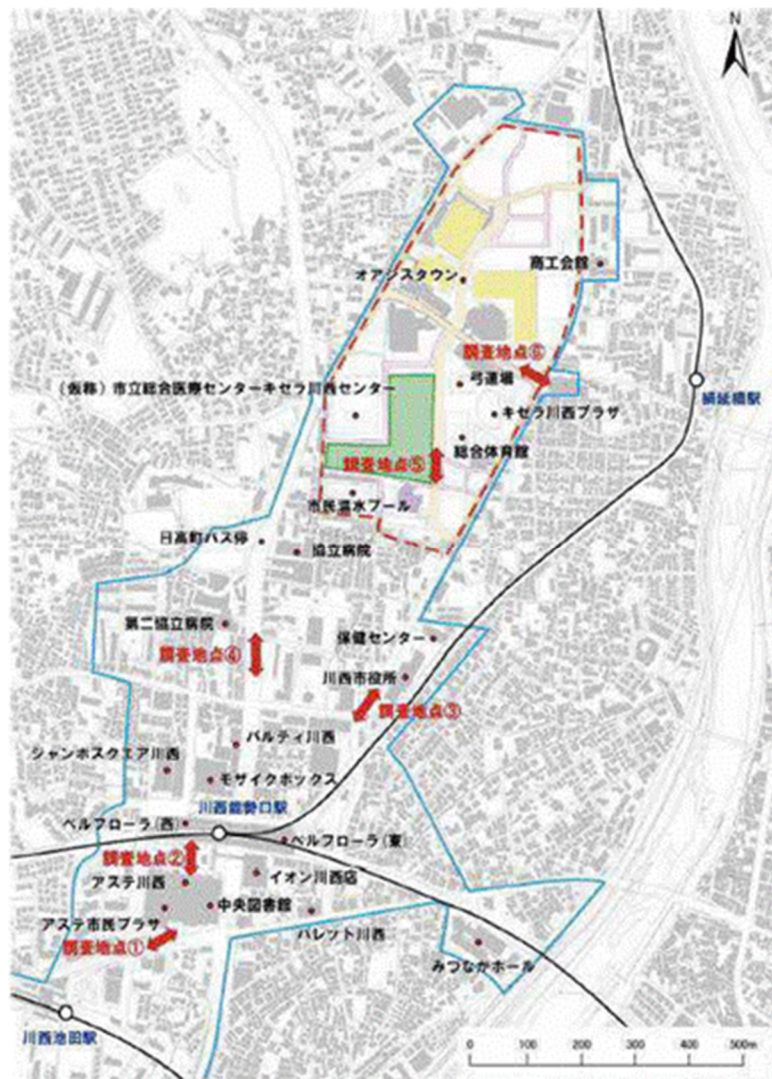 N
商工会館
オアシスタウン
調査地点⑥
弓道場
絹延橋駅
(仮称)市立総合医療センターキセラ川西センター
キセラ川西プラザ
総合体育館
調査地点⑤
市民温水プール
日高町バス停
協立病院
第二協立病院
保健センター
調査地点④
川西市役所
調査地点③
パルティ川西
ジャンボスクエア川西
モザイクボックス
川西能勢口駅
ベルフローラ(西)
ベルフローラ(東)
調査地点②
アステ川西
イオン川西店
中央図書館
アステ市民プラザ
パレット川西
調査地点①
みつなかホール
川西池田駅
0 100 200 300 400 500m